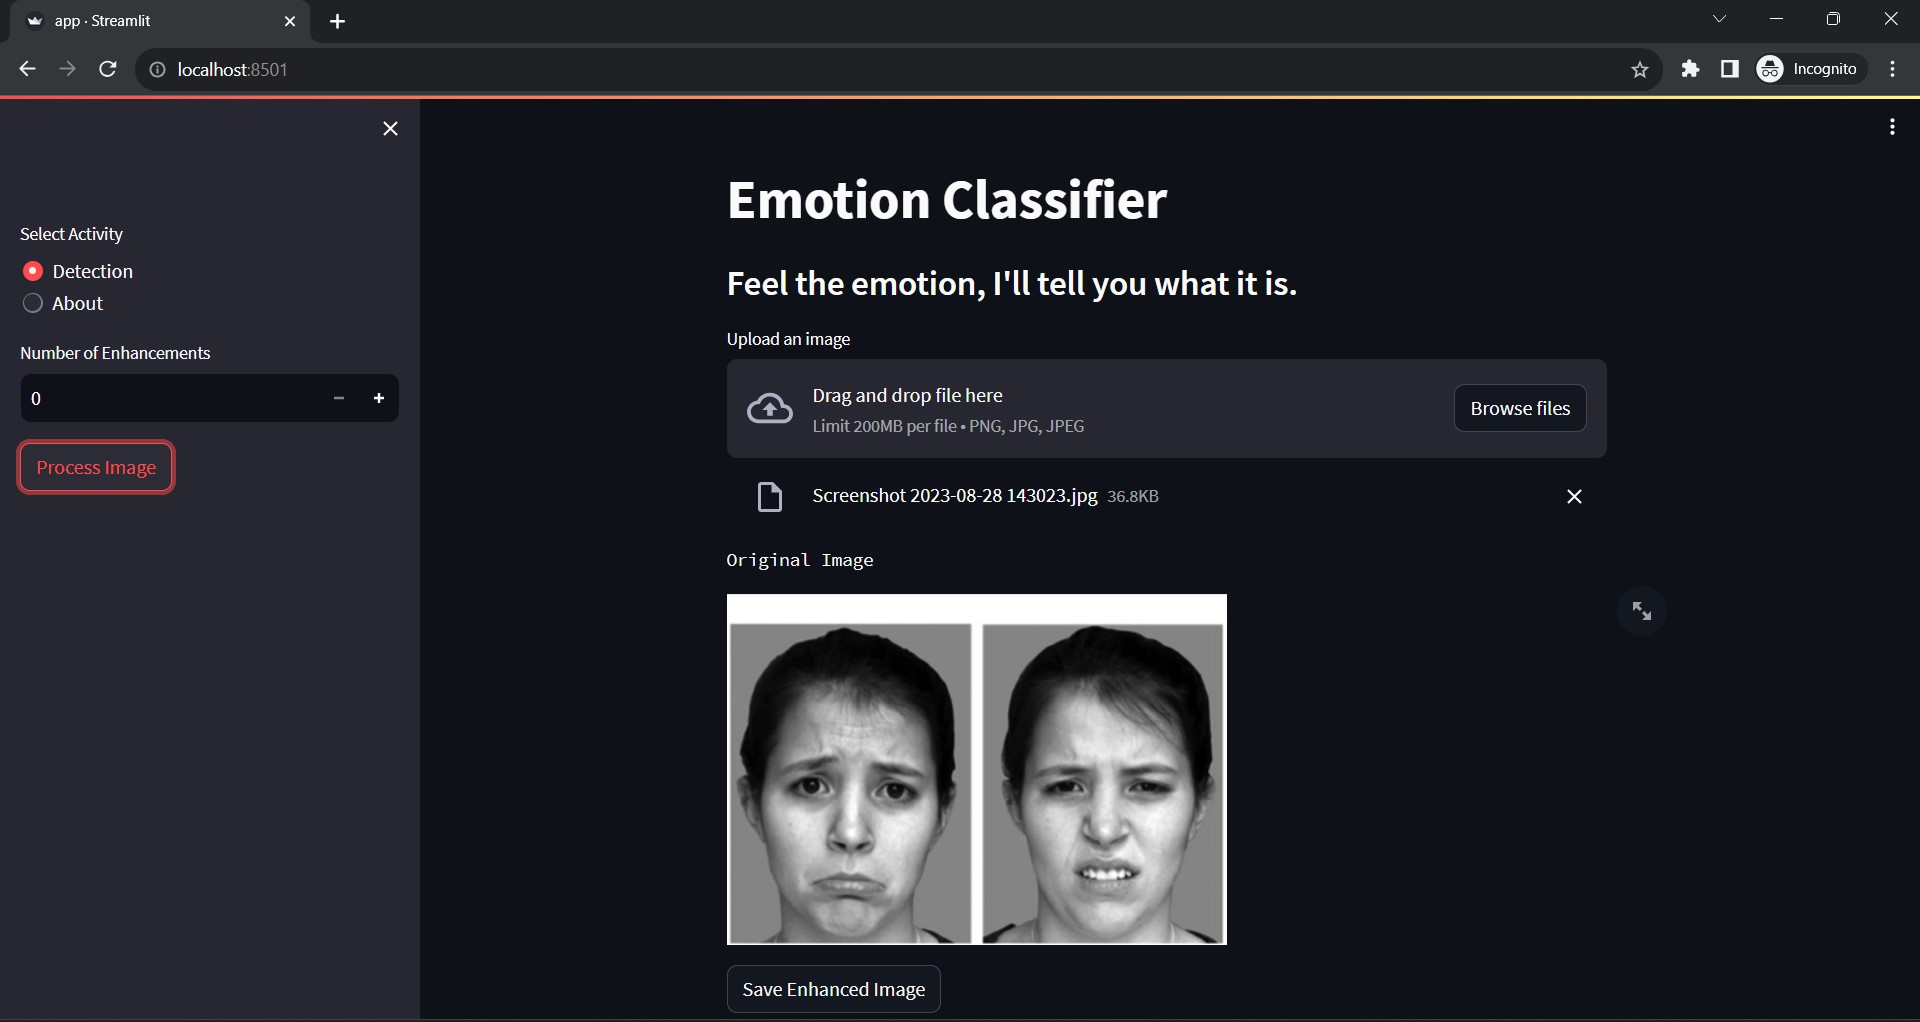 app · Streamlit
localhost:8501
Incognito
Select Activity
Detection
About
Number of Enhancements
0
Process Image
Emotion Classifier
Feel the emotion, I'll tell you what it is.
Upload an image
Drag and drop file here
Limit 200MB per file • PNG, JPG, JPEG
Browse files
Screenshot 2023-08-28 143023.jpg 36.8KB
Original Image
Save Enhanced Image